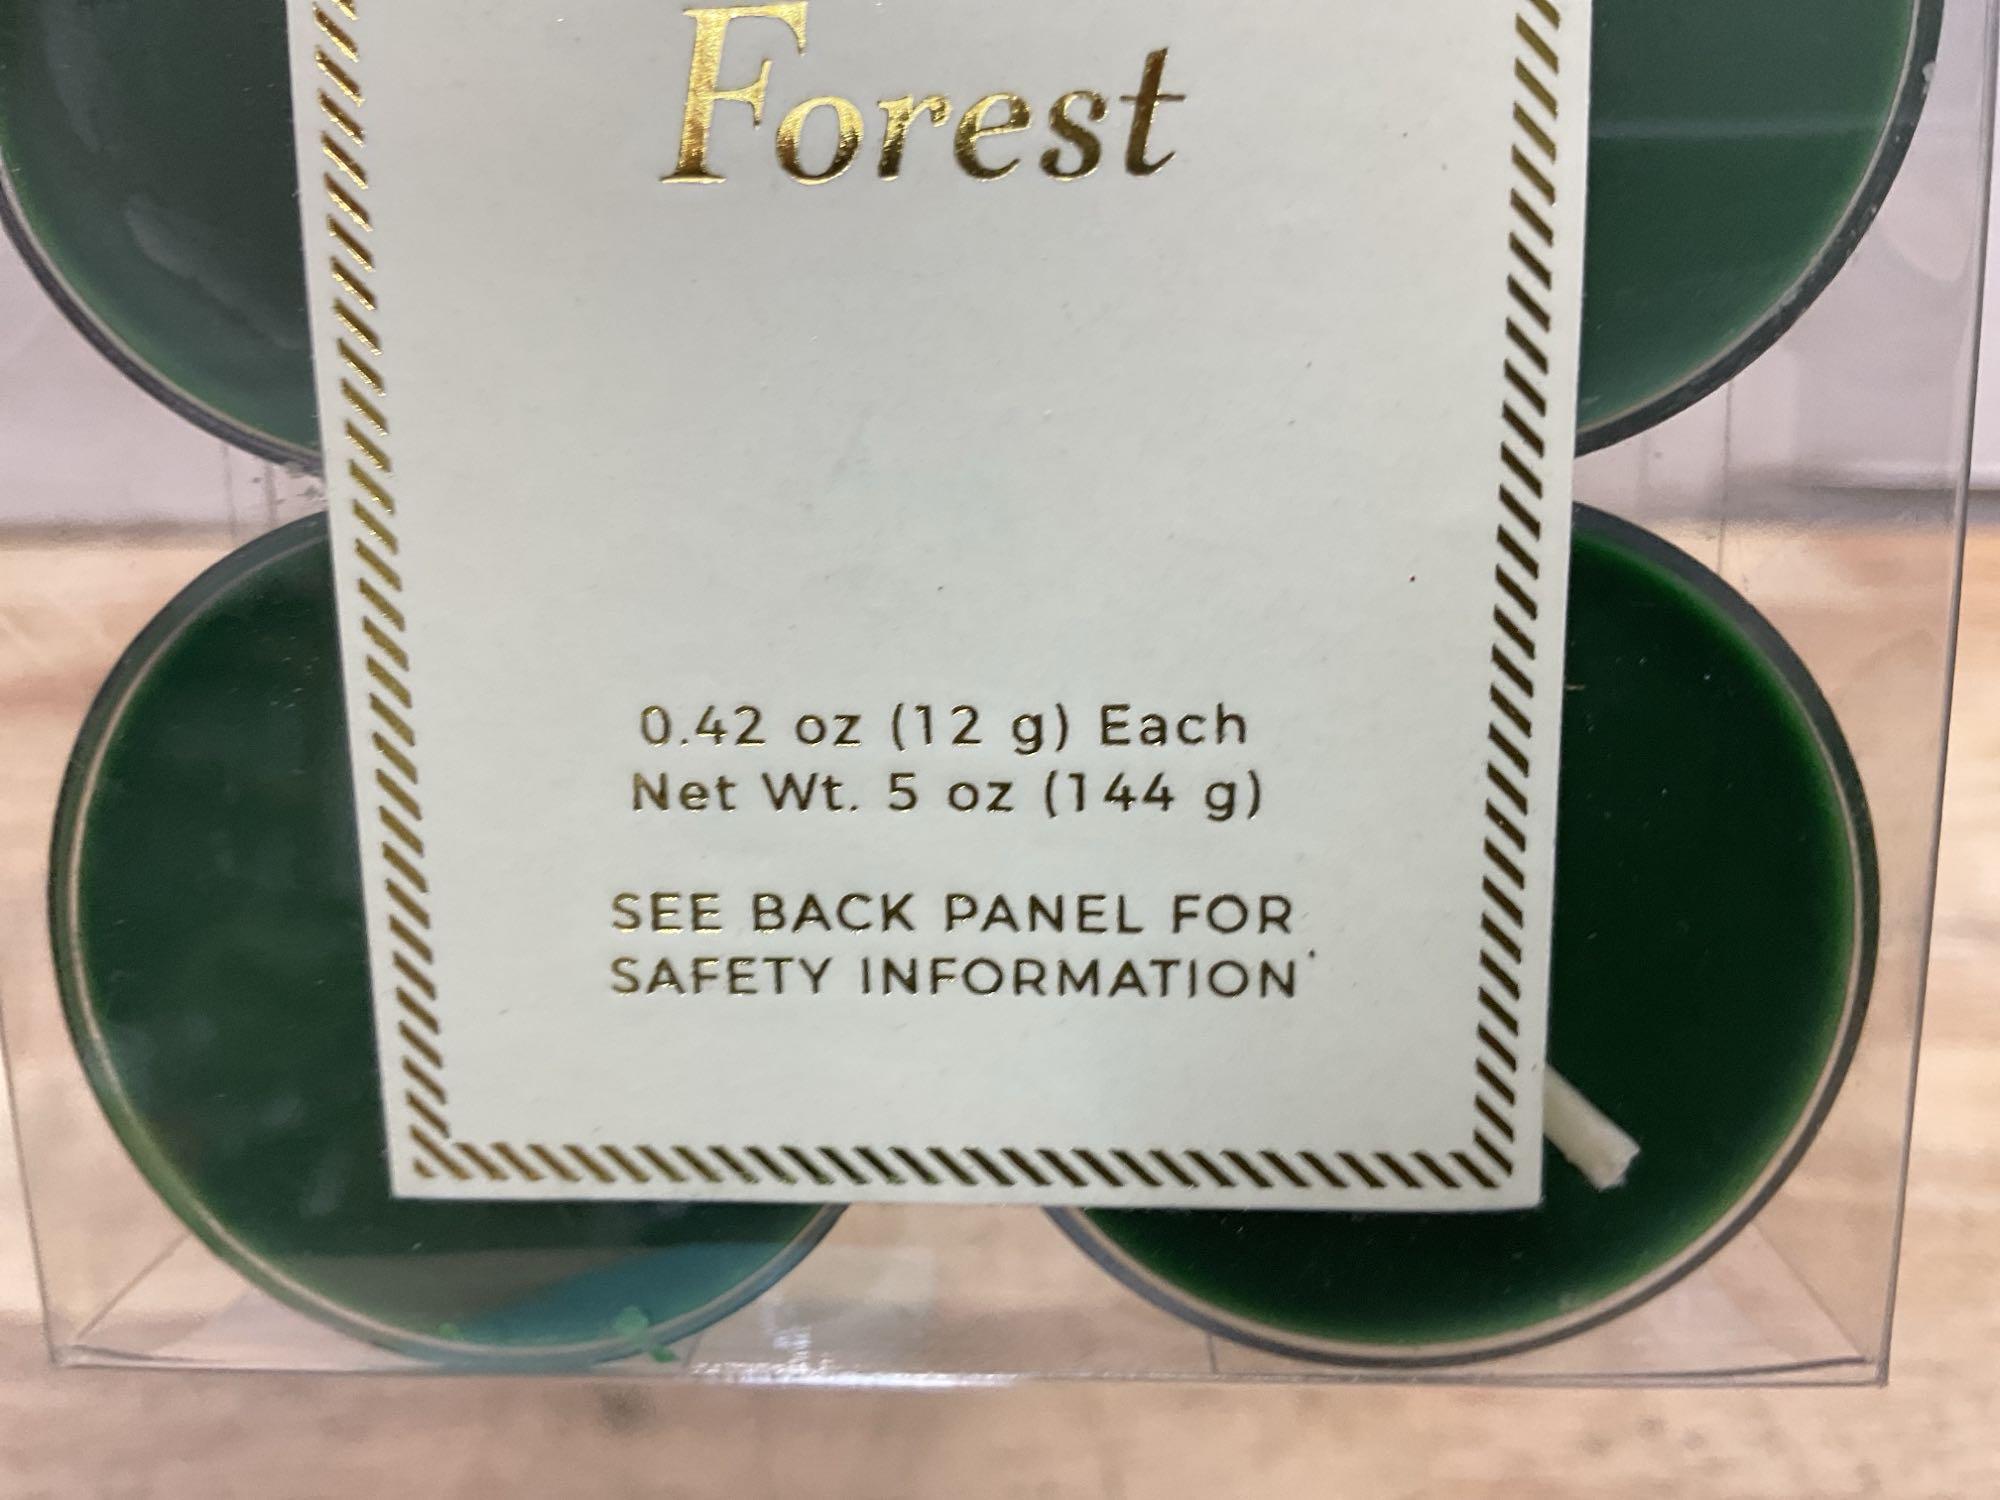 Forest
0.42 oz (12 g) Each
Net Wt. 5 oz (144 g)
SEE BACK PANEL FOR
SAFETY INFORMATION